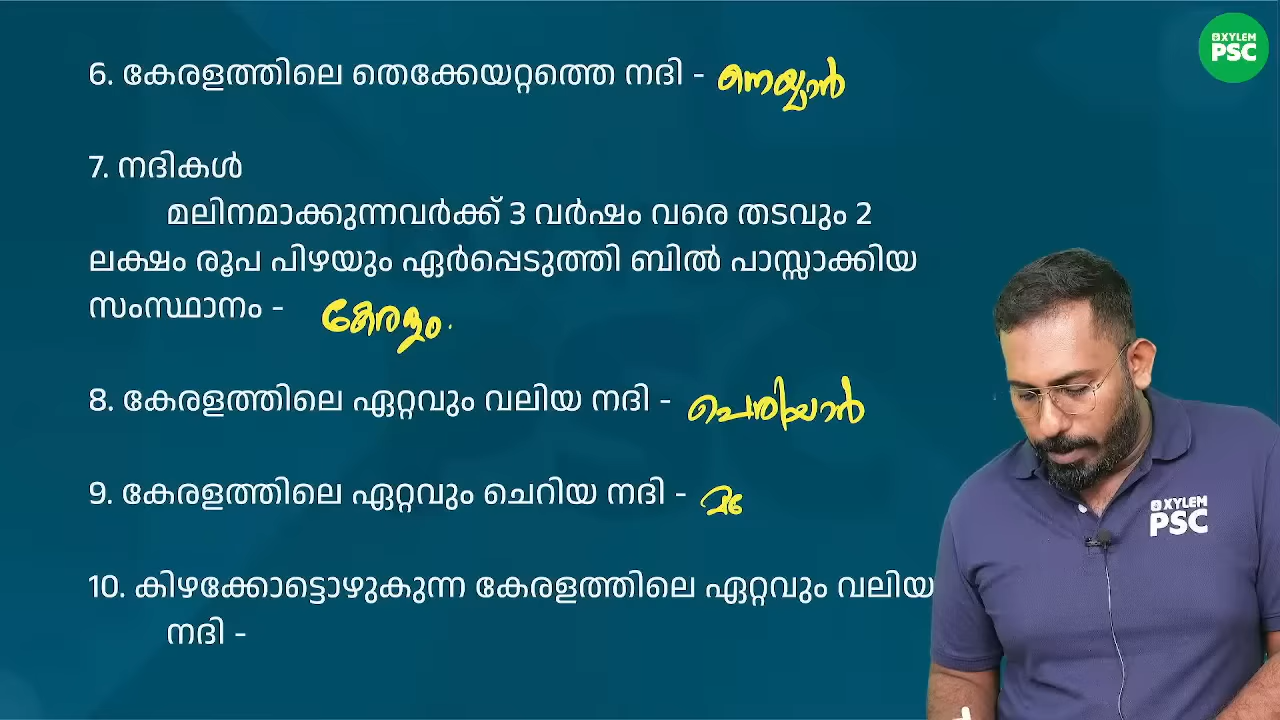 XYLEM
PSC
6. കേരളത്തിലെ തെക്കേയറ്റത്തെ നദി - നെയ്യാർ
7. നദികൾ
മലിനമാക്കുന്നവർക്ക് 3 വർഷം വരെ തടവും 2
ലക്ഷം രൂപ പിഴയും ഏർപ്പെടുത്തി ബിൽ പാസ്സാക്കിയ
സംസ്ഥാനം - കേരളം.
8. കേരളത്തിലെ ഏറ്റവും വലിയ നദി - പെരിയാർ
9. കേരളത്തിലെ ഏറ്റവും ചെറിയ നദി -
10. കിഴക്കോട്ടൊഴുകുന്ന കേരളത്തിലെ ഏറ്റവും വലിയ
നദി -
XYLEM
PSC